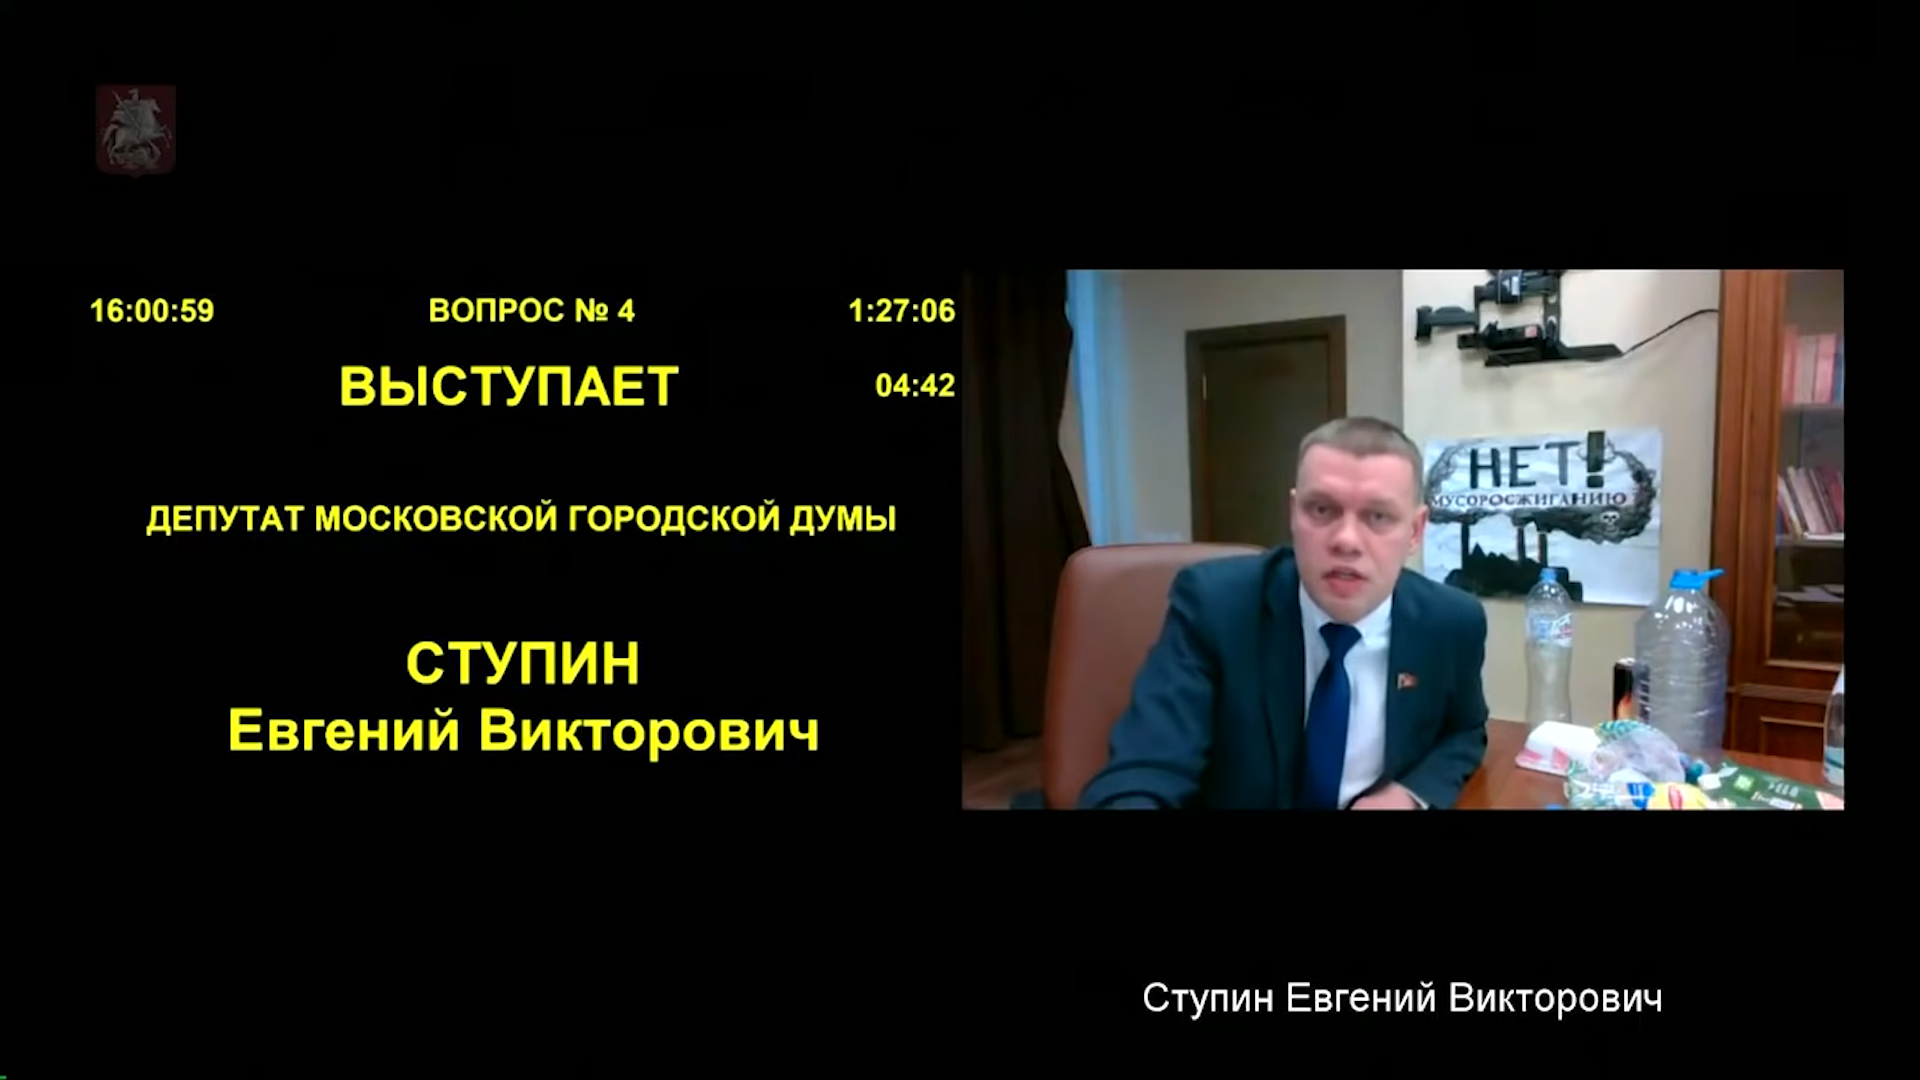 16:00:59 ВОПРОС № 4 1:27:06
ВЫСТУПАЕТ 04:42
ДЕПУТАТ МОСКОВСКОЙ ГОРОДСКОЙ ДУМЫ
СТУПИН
Евгений Викторович
НЕТ!
МУСОРОСЖИГАНИЮ
Ступин Евгений Викторович